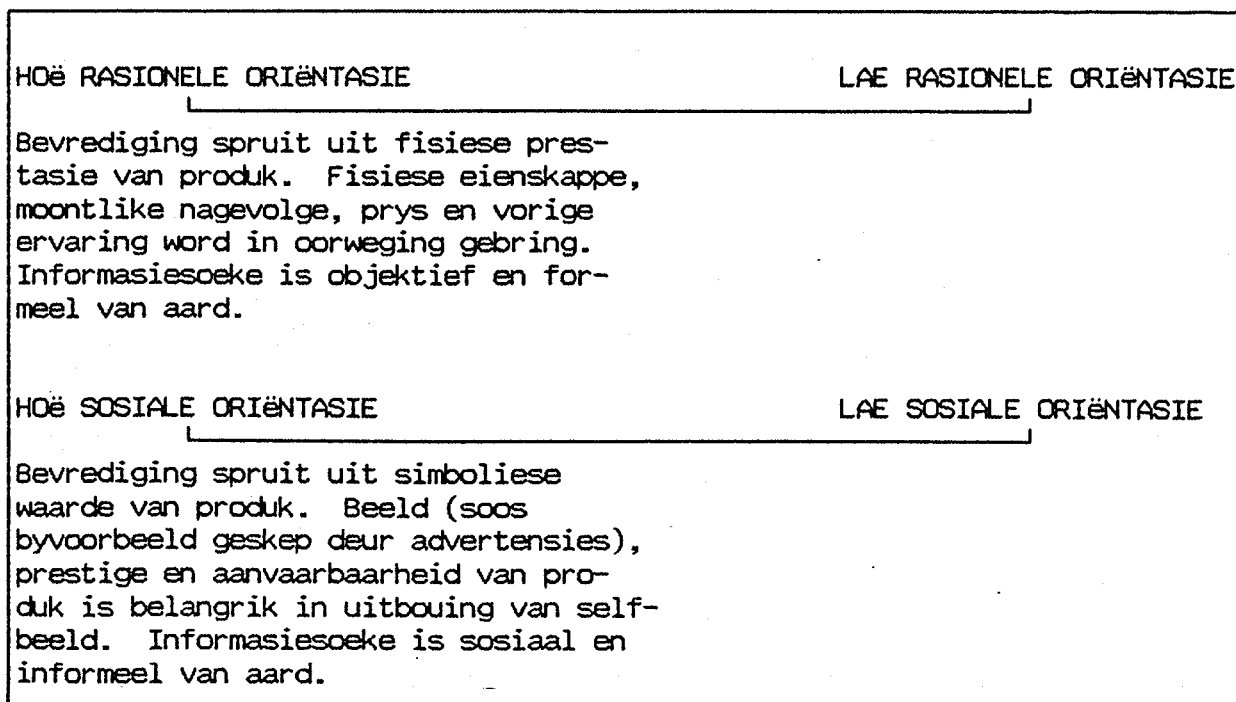 HOë RASIONELE ORIëNTASIE LAE RASIONELE ORIëNTASIE
Bevrediging spruit uit fisiese pres-
tasie van produk. Fisiese eienskappe,
moontlike nagevolge, prys en vorige
ervaring word in oorweging gebring.
Informasiesoeke is objektief en for-
meel van aard.
HOë SOSIALE ORIëNTASIE LAE SOSIALE ORIëNTASIE
Bevrediging spruit uit simboliese
waarde van produk. Beeld (soos
byvoorbeeld geskep deur advertensies),
prestige en aanvaarbaarheid van pro-
duk is belangrik in uitbouing van self-
beeld. Informasiesoeke is sosiaal en
informeel van aard.